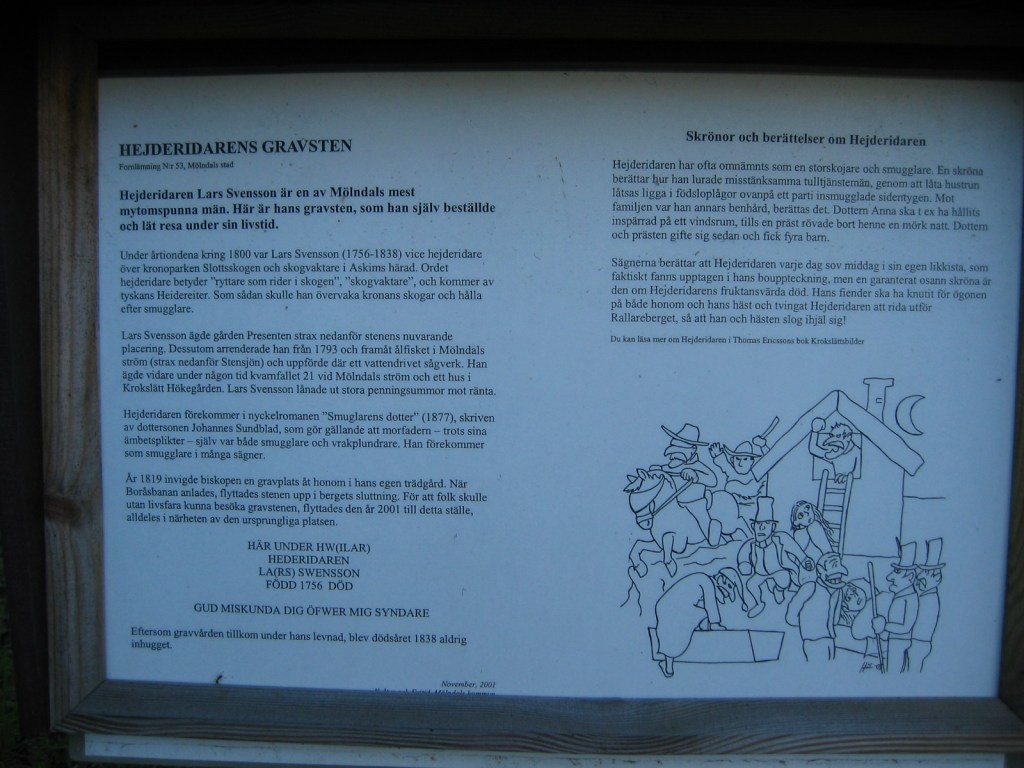 HEJDERIDARENS GRAVSTEN
Fornlämning Nr 53, Mölndals stad
Hejderidaren Lars Svensson är en av Mölndals mest
mytomspunna män. Här är hans gravsten, som han själv beställde
och lät resa under sin livstid.
Under årtiondena kring 1800 var Lars Svensson (1756-1838) vice hejderidare
över kronoparken Slottsskogen och skogvaktare i Askims härad. Ordet
hejderidare betyder ”ryttare som rider i skogen”, ”skogvaktare”, och kommer av
tyskans Heidereiter. Som sådan skulle han övervaka kronans skogar och hålla
efter smugglare.
Lars Svensson ägde gården Presenten strax nedanför stenens nuvarande
placering. Dessutom arrenderade han från 1793 och framåt ålfisket i Mölndals
ström (strax nedanför Stensjön) och uppförde där ett vattendrivet sågverk. Han
ägde vidare under någon tid kvarnfallet 21 vid Mölndals ström och ett hus i
Krokslätt Hökegården. Lars Svensson lånade ut stora penningsummor mot ränta.
Hejderidaren förekommer i nyckelromanen ”Smuglarens dotter” (1877), skriven
av dottersonen Johannes Sundblad, som gör gällande att morfadern – trots sina
ämbetsplikter – själv var både smugglare och vrakplundrare. Han förekommer
som smugglare i många sägner.
År 1819 invigde biskopen en gravplats åt honom i hans egen trädgård. När
Boråsbanan anlades, flyttades stenen upp i bergets sluttning. För att folk skulle
utan livsfara kunna besöka gravstenen, flyttades den år 2001 till detta ställe,
alldeles i närheten av den ursprungliga platsen.
HÄR UNDER HW(ILAR)
HEDERIDAREN
LA(RS) SWENSSON
FÖDD 1756 DÖD
GUD MISKUNDA DIG ÖFWER MIG SYNDARE
Eftersom gravvården tillkom under hans levnad, blev dödsåret 1838 aldrig
inhugget.
November, 2001
Kultur och Fritid, Mölndals kommun
Skrönor och berättelser om Hejderidaren
Hejderidaren har ofta omnämnts som en storskojare och smugglare. En skröna
berättar hur han lurade misstänksamma tulltjänstemän, genom att låta hustrun
låtsas ligga i födsloplågor ovanpå ett parti insmugglade sidentygen. Mot
familjen var han annars benhård, berättas det. Dottern Anna ska t ex ha hållits
inspärrad på ett vindsrum, tills en präst rövade bort henne en mörk natt. Dottern
och prästen gifte sig sedan och fick fyra barn.
Sägnerna berättar att Hejderidaren varje dag sov middag i sin egen likkista, som
faktiskt fanns upptagen i hans bouppteckning, men en garanterat osann skröna är
den om Hejderidarens fruktansvärda död. Hans fiender ska ha knutit för ögonen
på både honom och hans häst och tvingat Hejderidaren att rida utför
Rallareberget, så att han och hästen slog ihjäl sig!
Du kan läsa mer om Hejderidaren i Thomas Ericssons bok Krokslättsbilder